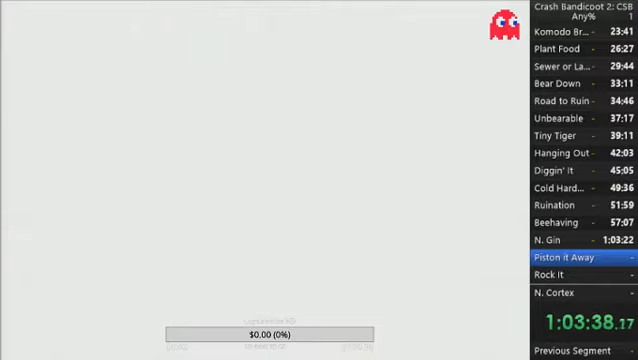 Crash Bandicoot 2: CSB
Any% 1
Komodo Br... - 23:41
Plant Food - 26:27
Sewer or La... - 29:44
Bear Down - 33:11
Road to Ruin - 34:46
Unbearable - 37:17
Tiny Tiger - 39:11
Hanging Out - 42:03
Diggin' It - 45:05
Cold Hard... - 49:36
Ruination - 51:59
Beehaving - 57:07
N. Gin - 1:03:22
Piston it Away -
Rock It -
N. Cortex -
$0.00 (0%)
1:03:38.17
Previous Segment -